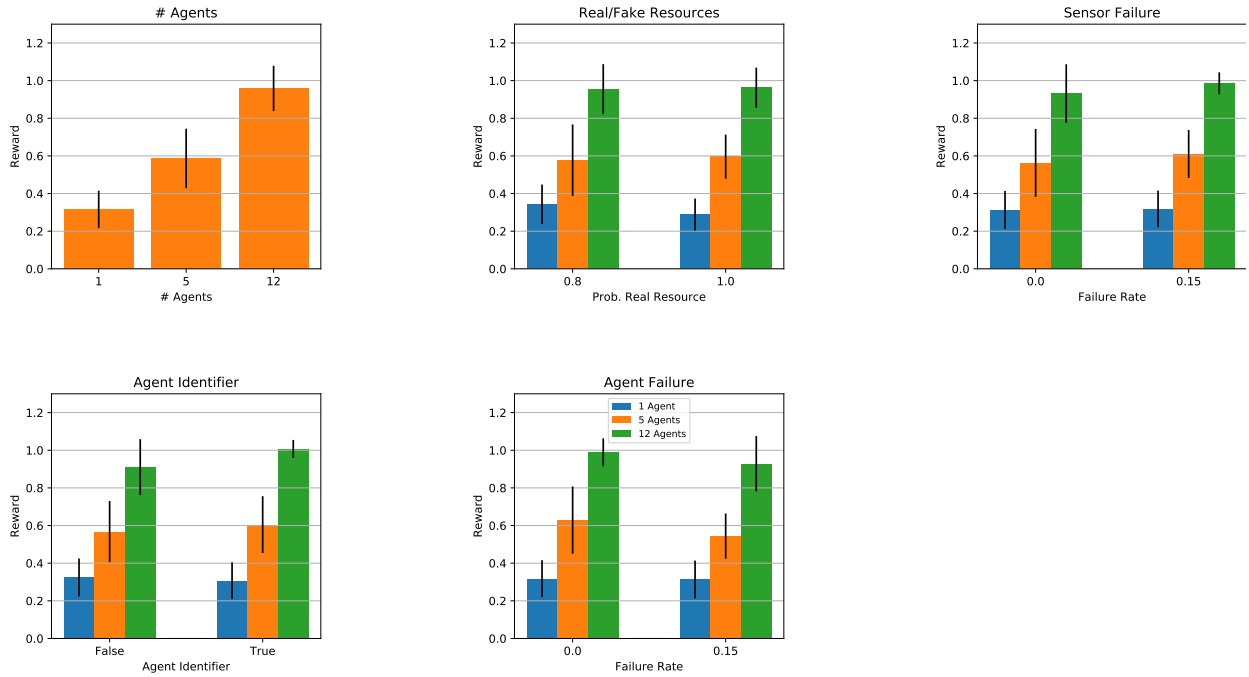 # Agents
1.2
1.0
0.8
0.6
0.4
0.2
0.0
Reward
1 5 12
# Agents
Real/Fake Resources
1.2
1.0
0.8
0.6
0.4
0.2
0.0
Reward
0.8 1.0
Prob. Real Resource
Sensor Failure
1.2
1.0
0.8
0.6
0.4
0.2
0.0
Reward
0.0 0.15
Failure Rate
Agent Identifier
1.2
1.0
0.8
0.6
0.4
0.2
0.0
Reward
False True
Agent Identifier
Agent Failure
1 Agent
5 Agents
12 Agents
1.2
1.0
0.8
0.6
0.4
0.2
0.0
Reward
0.0 0.15
Failure Rate